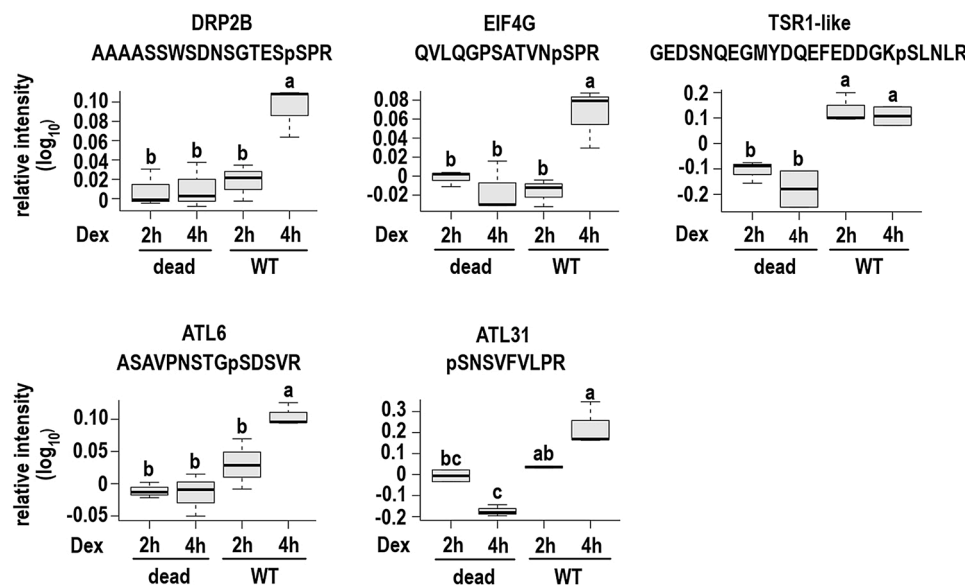 DRP2B
AAAASSWSDNSGTESpSPR
relative intensity
(log10)
0.10
0.08
0.06
0.04
0.02
0
b b b a
Dex 2h 4h 2h 4h
dead WT
EIF4G
QVLQGPSATVNpSPR
0.08
0.06
0.04
0.02
0
-0.02
b b b a
Dex 2h 4h 2h 4h
dead WT
TSR1-like
GEDSNQEGMYDQEFEDDGKpSLNLR
0.2
0.1
0
-0.1
-0.2
b b a a
Dex 2h 4h 2h 4h
dead WT
ATL6
ASAVPNSTGpSDSVR
relative intensity
(log10)
0.10
0.05
0
-0.05
b b b a
Dex 2h 4h 2h 4h
dead WT
ATL31
pSNSVFVLPR
0.3
0.2
0.1
0
-0.1
-0.2
bc c ab a
Dex 2h 4h 2h 4h
dead WT